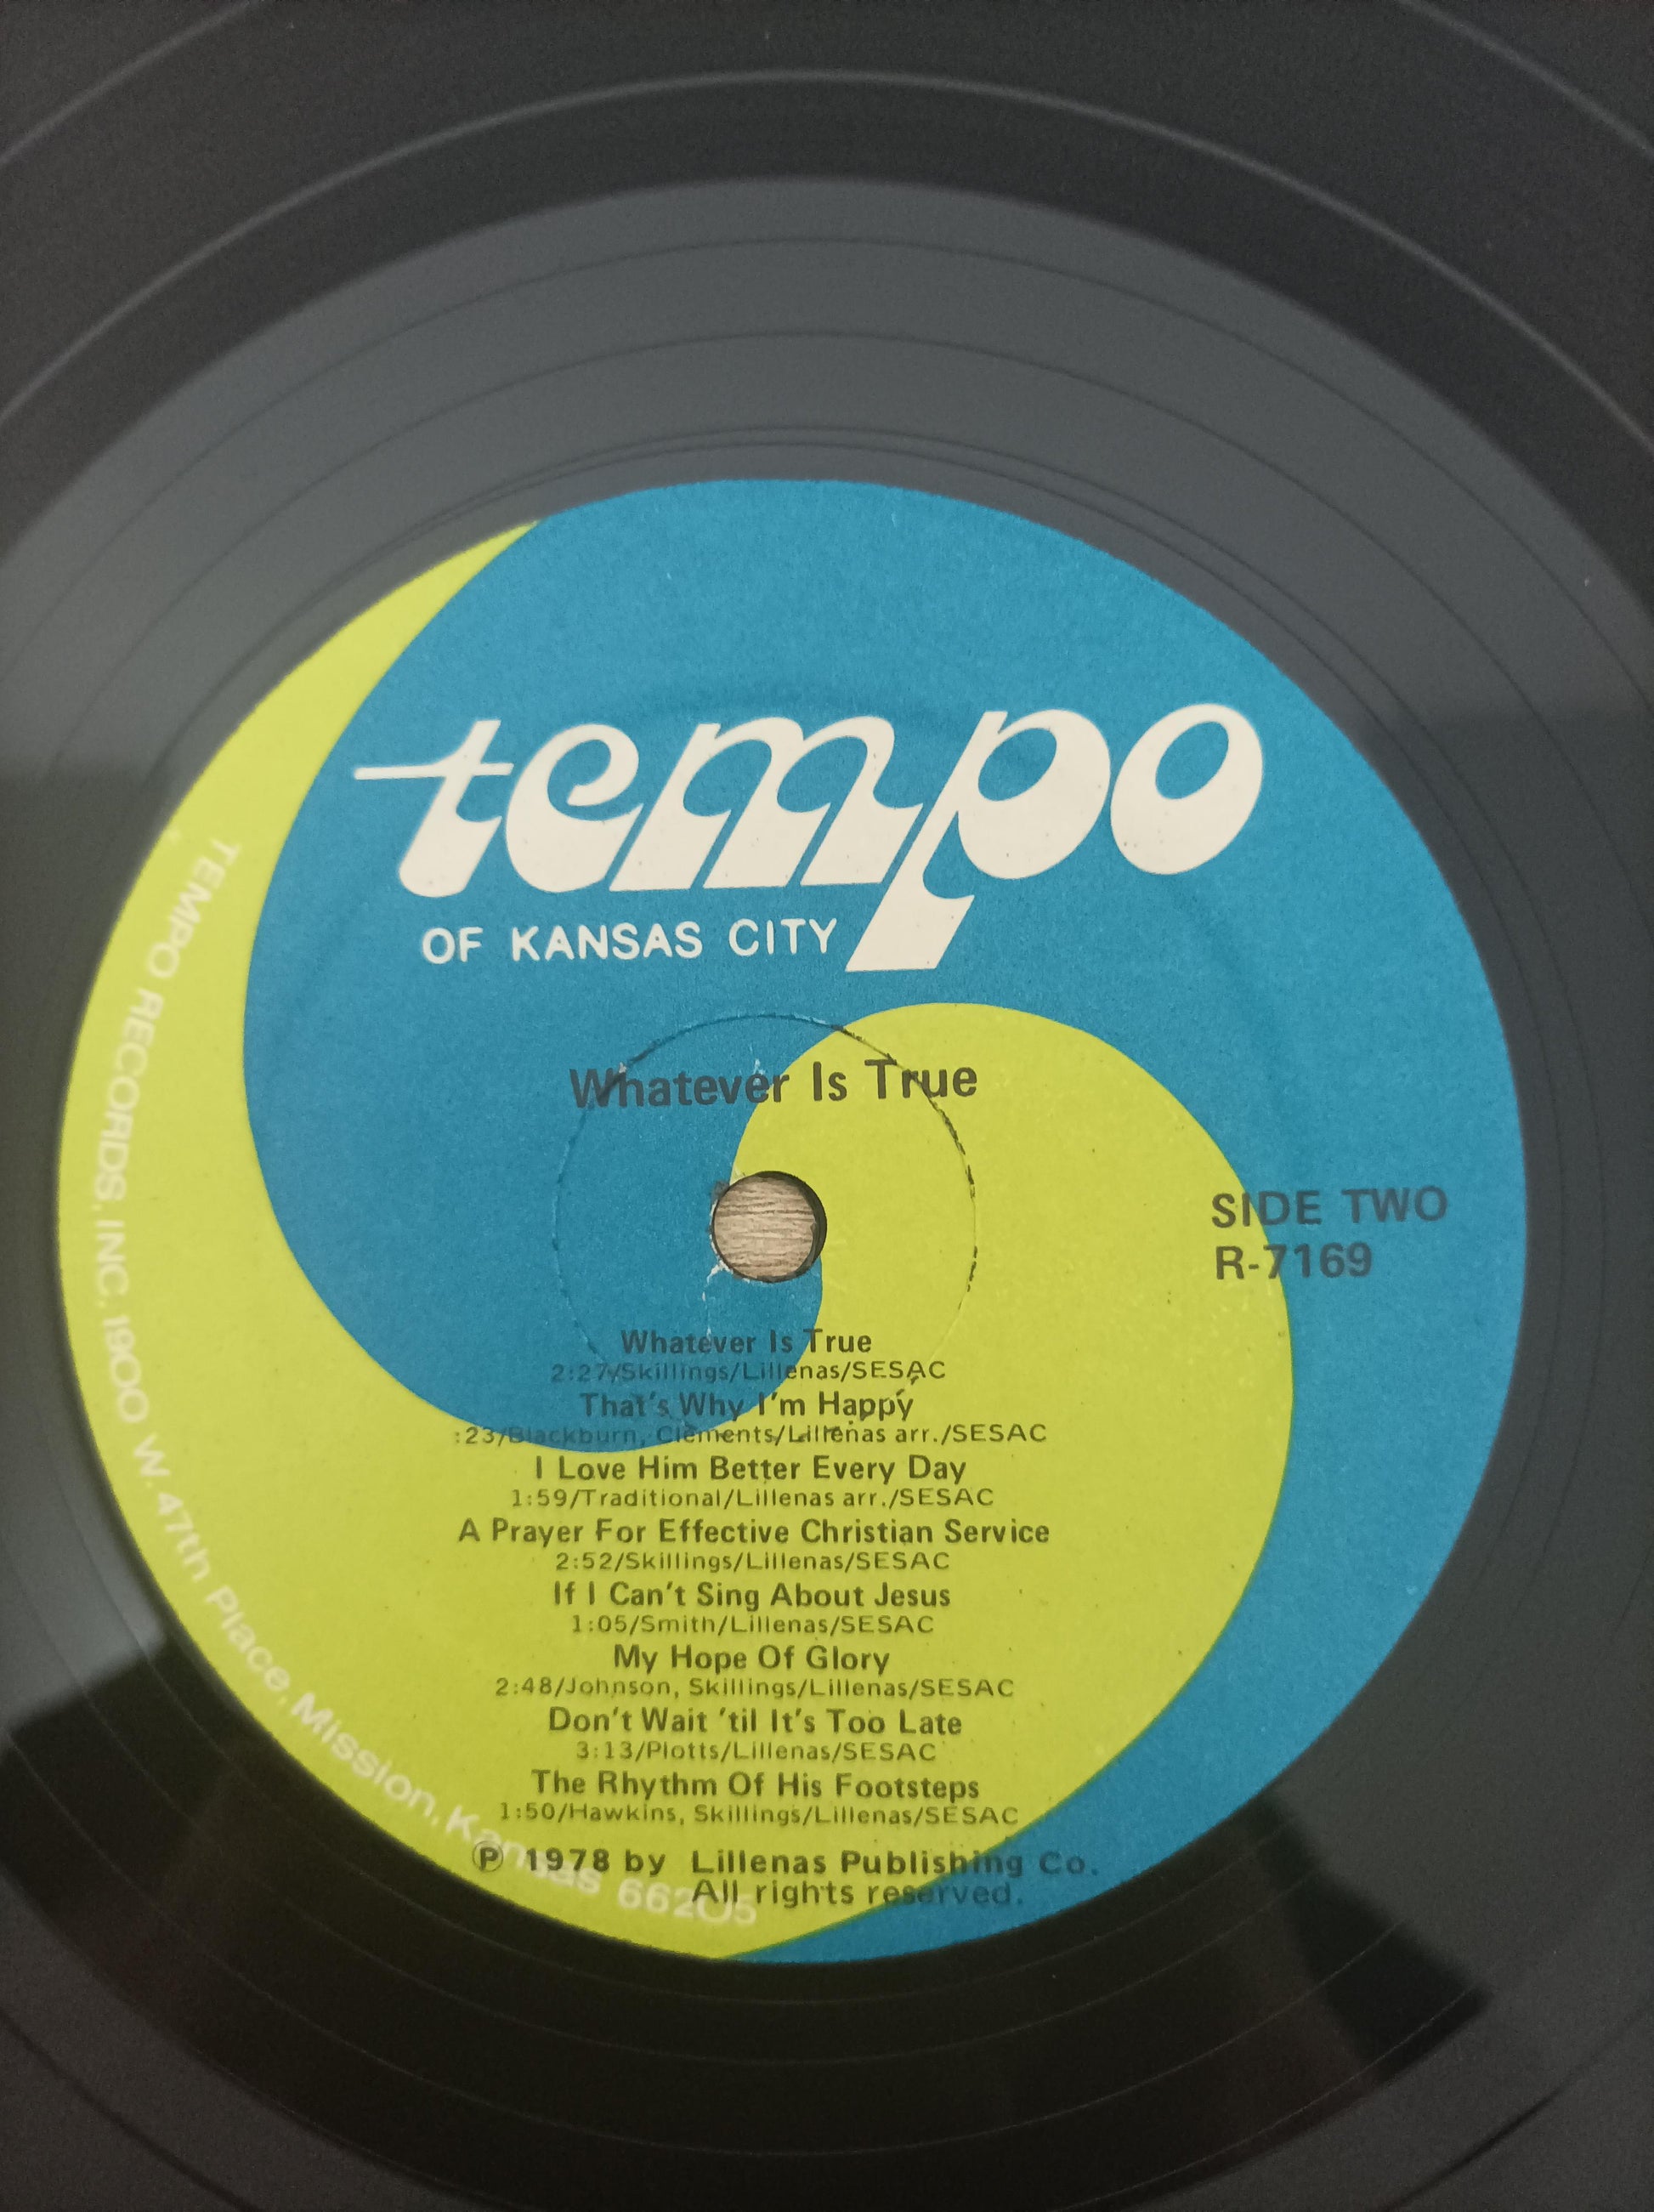 tempo
OF KANSAS CITY
Whatever Is True
SIDE TWO
R-7169
Whatever Is True
2:27/Skillings/Lillenas/SESAC
That's Why I'm Happy
:23/Blackburn, Clements/Lillenas arr./SESAC
I Love Him Better Every Day
1:59/Traditional/Lillenas arr./SESAC
A Prayer For Effective Christian Service
2:52/Skillings/Lillenas/SESAC
If I Can't Sing About Jesus
1:05/Smith/Lillenas/SESAC
My Hope Of Glory
2:48/Johnson, Skillings/Lillenas/SESAC
Don't Wait 'til It's Too Late
3:13/Plotts/Lillenas/SESAC
The Rhythm Of His Footsteps
1:50/Hawkins, Skillings/Lillenas/SESAC
Ⓟ 1978 by Lillenas Publishing Co.
All rights reserved.
TEMPO RECORDS, INC. 1900 W. 47th Place, Mission, Kansas 66205